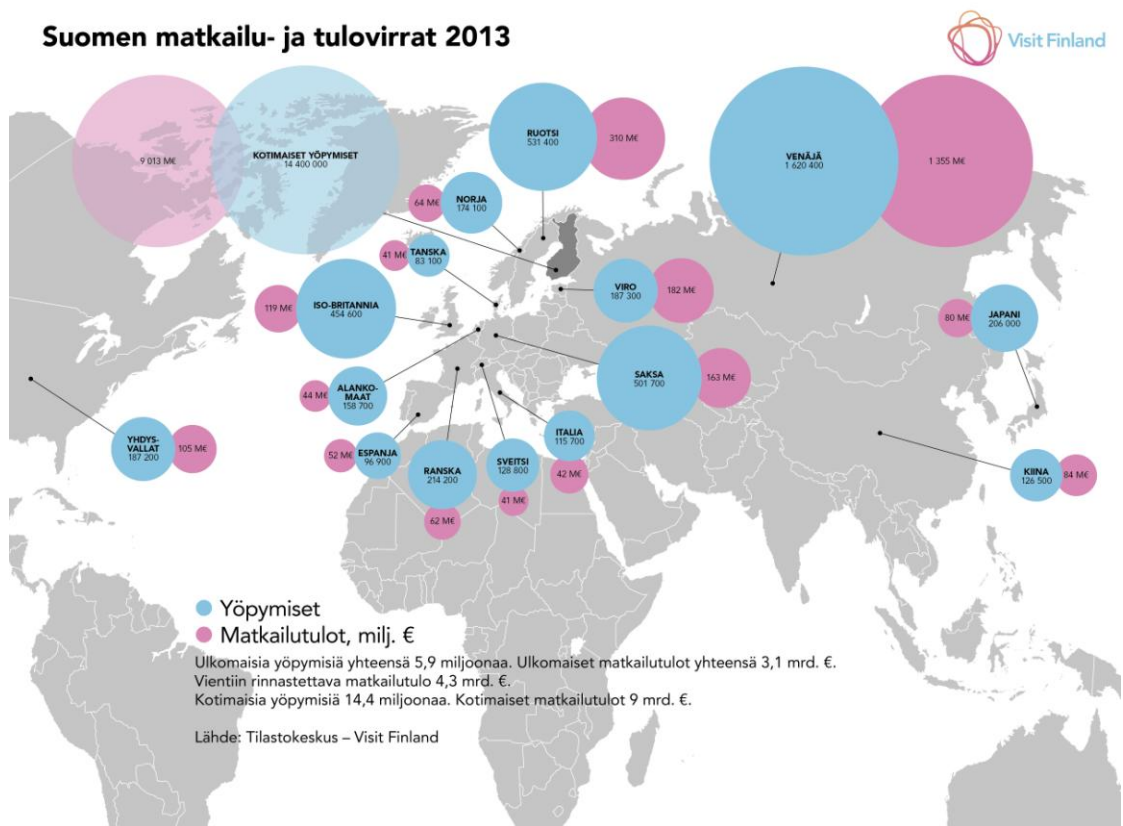 Suomen matkailu- ja tulovirrat 2013
Visit Finland
9 013 M€
KOTIMAISET YÖPYMISET
14 400 000
RUOTSI
531 400
310 M€
VENÄJÄ
1 620 400
1 355 M€
64 M€
NORJA
174 100
41 M€
TANSKA
83 100
119 M€
ISO-BRITANNIA
454 600
VIRO
187 300
182 M€
80 M€
JAPANI
206 000
44 M€
ALANKO-
MAAT
158 700
SAKSA
501 700
163 M€
YHDYS-
VALLAT
187 200
105 M€
52 M€
ESPANJA
96 900
RANSKA
214 200
62 M€
SVEITSI
128 800
41 M€
ITALIA
115 700
42 M€
KIINA
126 500
84 M€
Yöpymiset
Matkailutulot, milj. €
Ulkomaisia yöpymisiä yhteensä 5,9 miljoonaa. Ulkomaiset matkailutulot yhteensä 3,1 mrd. €.
Vientiin rinnastettava matkailutulo 4,3 mrd. €.
Kotimaisia yöpymisiä 14,4 miljoonaa. Kotimaiset matkailutulot 9 mrd. €.
Lähde: Tilastokeskus – Visit Finland